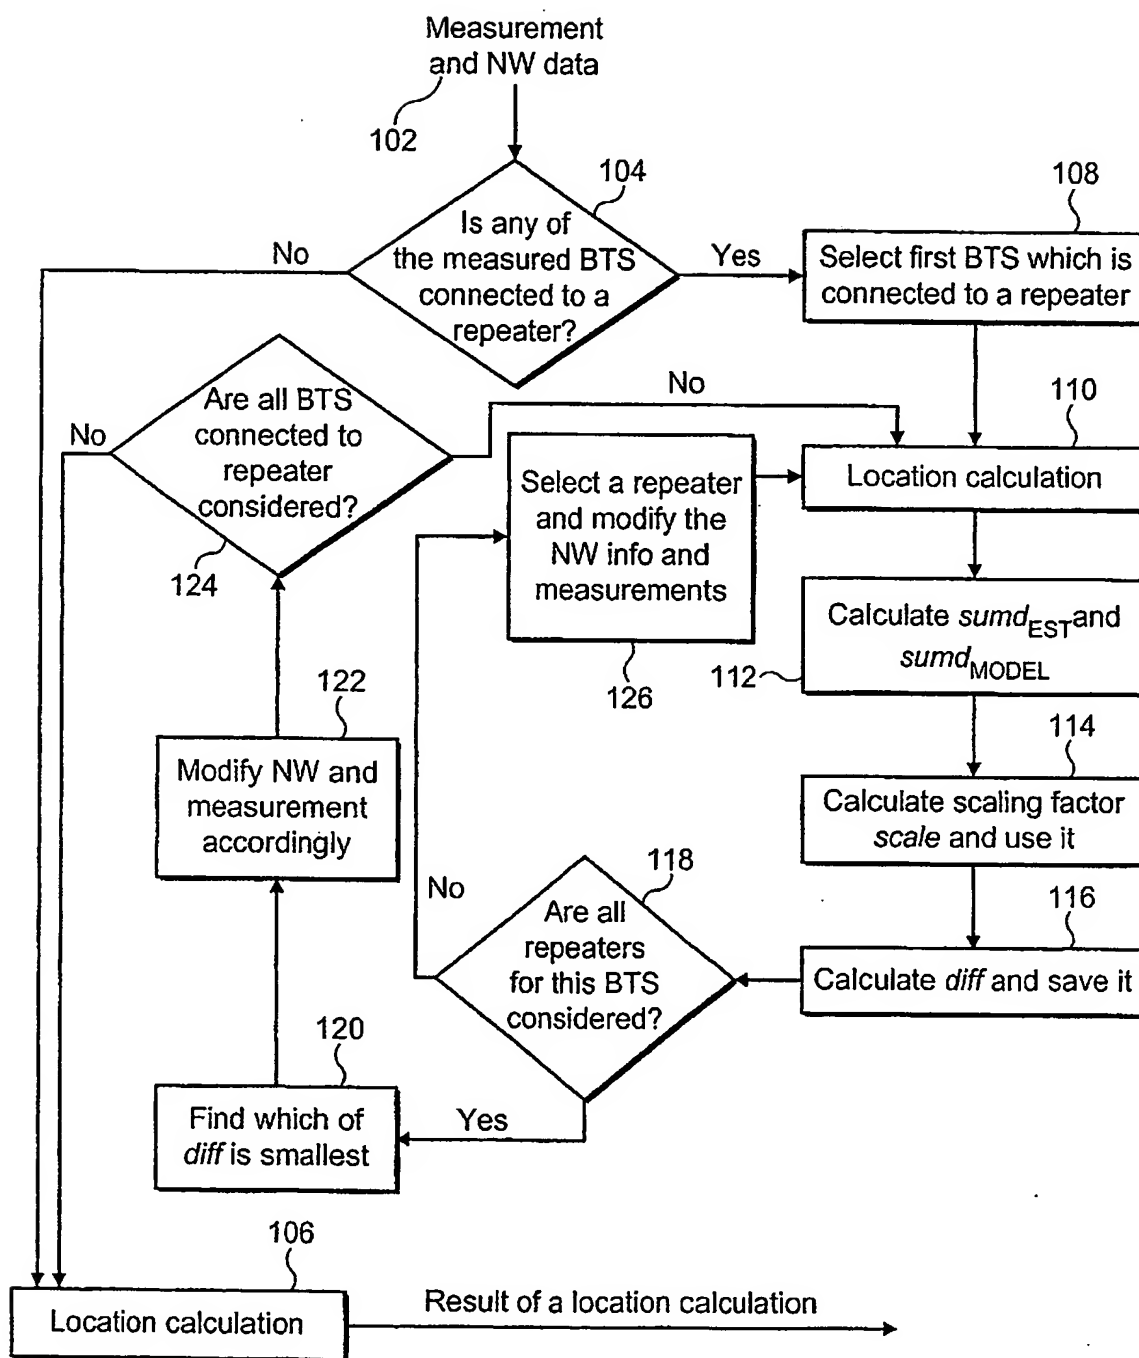 Measurement
and NW data
102
104
Is any of
the measured BTS
connected to a
repeater?
No
Yes
108
Select first BTS which is
connected to a repeater
Are all BTS
connected to
repeater
considered?
No
No
124
110
Location calculation
Select a repeater
and modify the
NW info and
measurements
126
Calculate sumdEST and
sumdMODEL
112
114
Calculate scaling factor
scale and use it
116
Calculate diff and save it
118
Are all
repeaters
for this BTS
considered?
No
Yes
120
Find which of
diff is smallest
122
Modify NW and
measurement
accordingly
106
Location calculation
Result of a location calculation